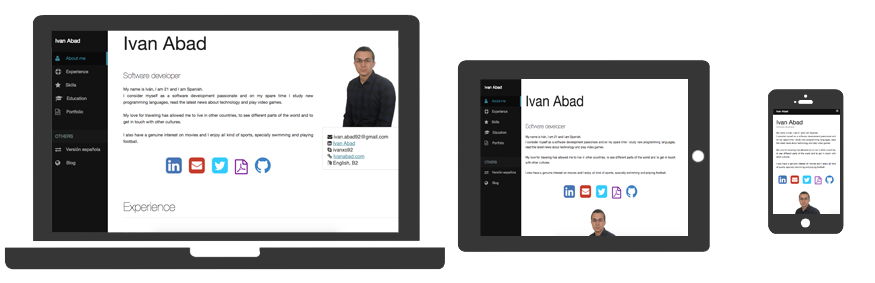 Ivan Abad
About me
Experience
Skills
Education
Portfolio
OTHERS
Versión española
Blog
Ivan Abad
Software developer
My name is Iván, I am 21 and I am Spanish.
I consider myself as a software development passionate and on my spare time I study new
programming languages, read the latest news about technology and play video games.
My love for traveling has allowed me to live in other countries, to see different parts of the world and to
get in touch with other cultures.
I also have a genuine interest on movies and I enjoy all kind of sports, specially swimming and playing
football.
ivan.abad92@gmail.com
Ivan Abad
ivanxo92
ivanabad.com
English, B2
Experience
Ivan Abad
About me
Experience
Skills
Education
Portfolio
OTHERS
Versión española
Blog
Ivan Abad
Software developer
My name is Iván, I am 21 and I am Spanish.
I consider myself as a software development passionate and on my spare time I study new programming languages,
read the latest news about technology and play video games.
My love for traveling has allowed me to live in other countries, to see different parts of the world and to get in touch
with other cultures.
I also have a genuine interest on movies and I enjoy all kind of sports, specially swimming and playing football.
Ivan Abad
Ivan Abad